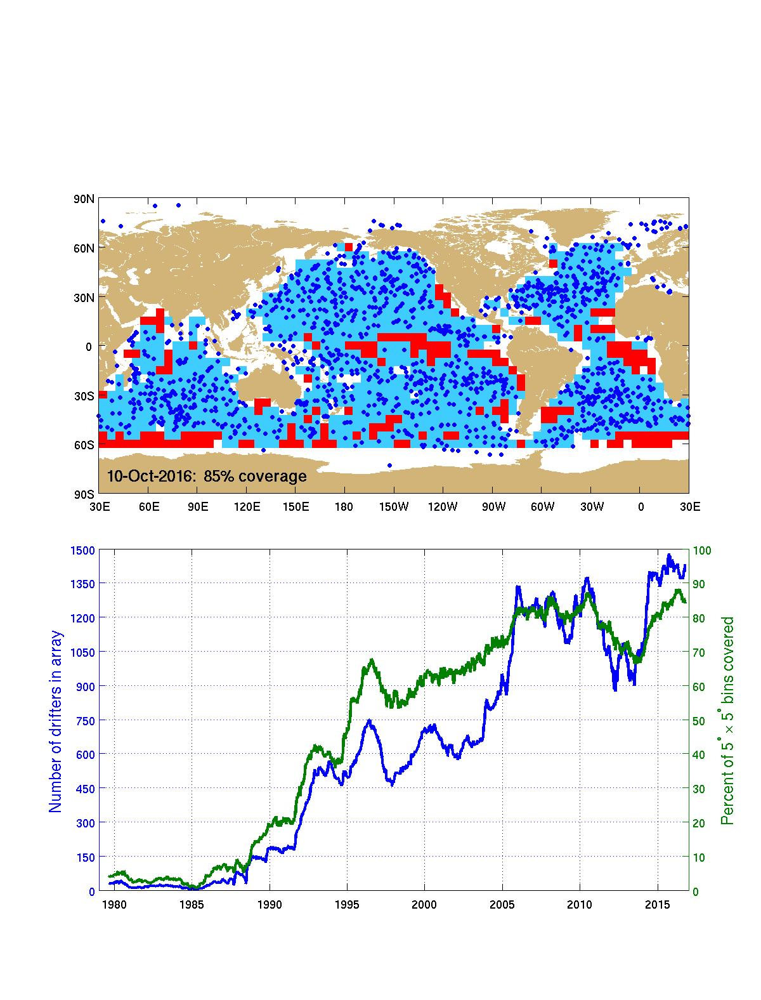 90N
60N
30N
0
30S
60S
90S
10-Oct-2016: 85% coverage
30E 60E 90E 120E 150E 180 150W 120W 90W 60W 30W 0 30E
Number of drifters in array
1500
1350
1200
1050
900
750
600
450
300
150
0
100
90
80
70
60
50
40
30
20
10
0
Percent of 5° × 5° bins covered
1980 1985 1990 1995 2000 2005 2010 2015